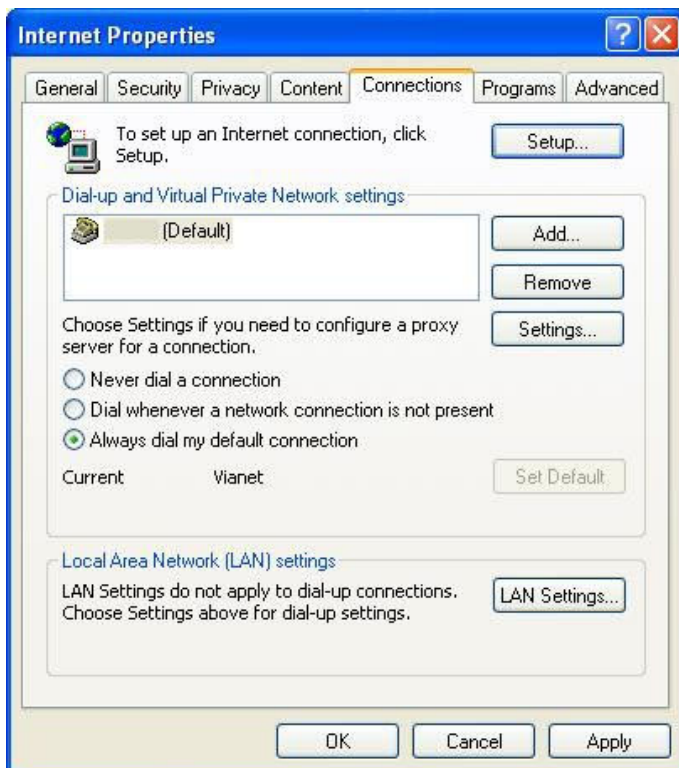 Internet Properties
General Security Privacy Content Connections Programs Advanced
To set up an Internet connection, click
Setup.
Setup...
Dial-up and Virtual Private Network settings
(Default)
Add...
Remove
Choose Settings if you need to configure a proxy
server for a connection.
Settings...
Never dial a connection
Dial whenever a network connection is not present
Always dial my default connection
Current Vianet
Set Default
Local Area Network (LAN) settings
LAN Settings do not apply to dial-up connections.
Choose Settings above for dial-up settings.
LAN Settings...
OK Cancel Apply